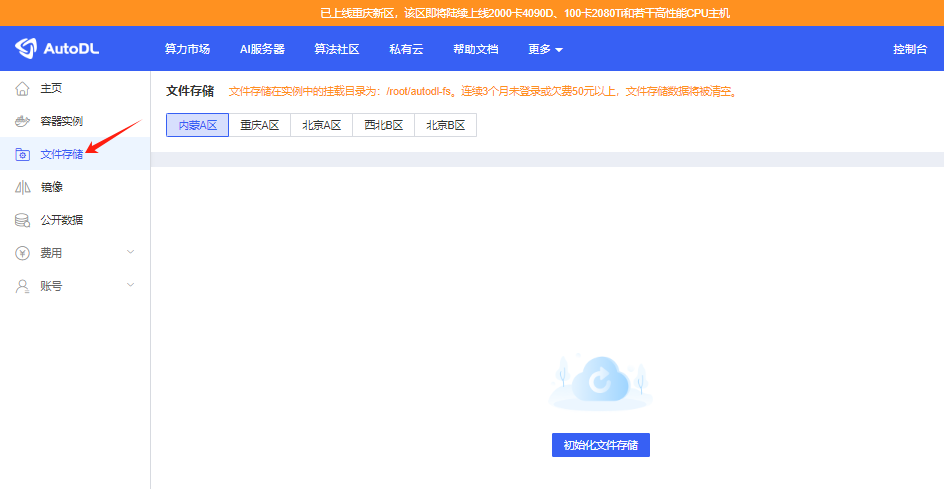 已上线重庆新区，该区即将陆续上线2000卡4090D、100卡2080Ti和若干高性能CPU主机
AutoDL 算力市场 AI服务器 算法社区 私有云 帮助文档 更多 控制台
主页
容器实例
文件存储
镜像
公开数据
费用
账号
文件存储 文件存储在实例中的挂载目录为：/root/autodl-fs。连续3个月未登录或欠费50元以上，文件存储数据将被清空。
内蒙A区 重庆A区 北京A区 西北B区 北京B区
初始化文件存储